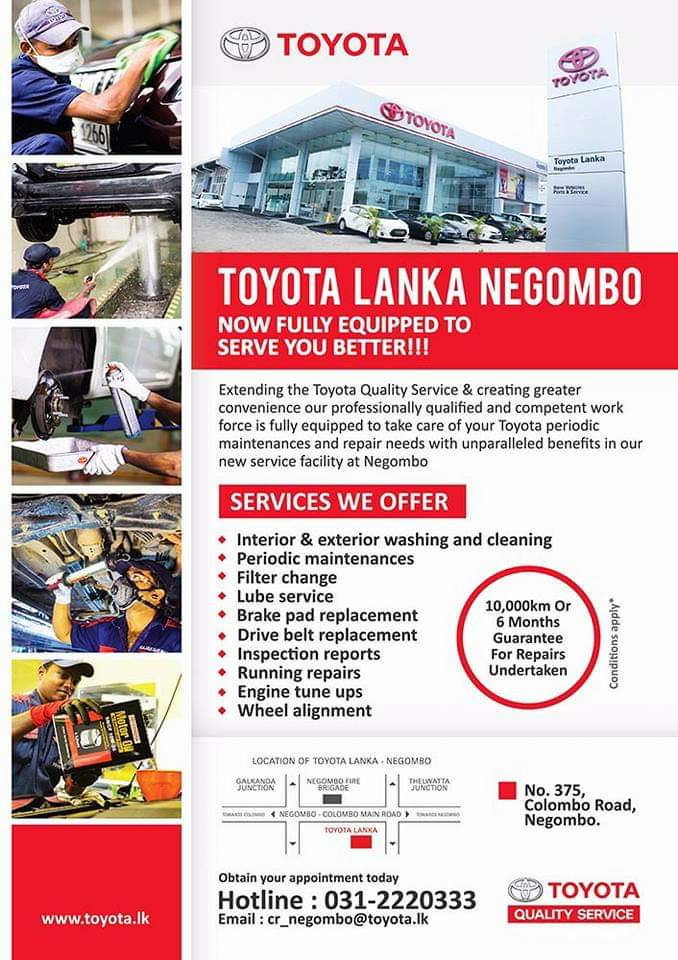 TOYOTA
TOYOTA
TOYOTA
Toyota Lanka
Negombo
New Vehicles
Parts & Service
1266
TOYOTA
TOYOTA LANKA NEGOMBO
NOW FULLY EQUIPPED TO
SERVE YOU BETTER!!!
Extending the Toyota Quality Service & creating greater
convenience our professionally qualified and competent work
force is fully equipped to take care of your Toyota periodic
maintenances and repair needs with unparalleled benefits in our
new service facility at Negombo
SERVICES WE OFFER
Interior & exterior washing and cleaning
Periodic maintenances
Filter change
Lube service
Brake pad replacement
Drive belt replacement
Inspection reports
Running repairs
Engine tune ups
Wheel alignment
10,000km Or
6 Months
Guarantee
For Repairs
Undertaken
Conditions apply*
Motor Oil
LOCATION OF TOYOTA LANKA - NEGOMBO
GALKANDA
JUNCTION
NEGOMBO FIRE
BRIGADE
THELWATTA
JUNCTION
TOWARDS COLOMBO
NEGOMBO - COLOMBO MAIN ROAD
TOWARDS NEGOMBO
TOYOTA LANKA
No. 375,
Colombo Road,
Negombo.
Obtain your appointment today
Hotline : 031-2220333
Email : cr_negombo@toyota.lk
www.toyota.lk
TOYOTA
QUALITY SERVICE